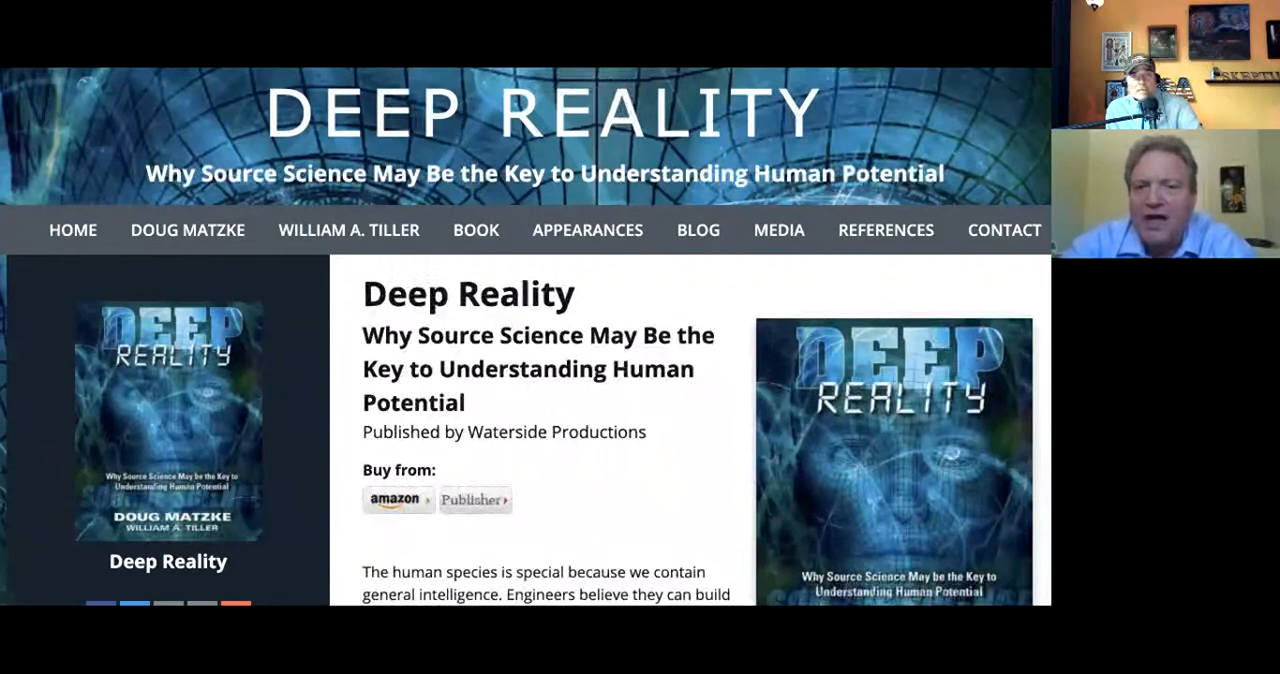 DEEP REALITY
Why Source Science May Be the Key to Understanding Human Potential
HOME DOUG MATZKE WILLIAM A. TILLER BOOK APPEARANCES BLOG MEDIA REFERENCES CONTACT
DEEP
REALITY
Why Source Science May be the Key to
Understanding Human Potential
DOUG MATZKE
WILLIAM A. TILLER
Deep Reality
Deep Reality
Why Source Science May Be the
Key to Understanding Human
Potential
Published by Waterside Productions
Buy from:
amazon Publisher
The human species is special because we contain
general intelligence. Engineers believe they can build
DEEP
REALITY
Why Source Science May be the Key to
Understanding Human Potential
SKEPTI